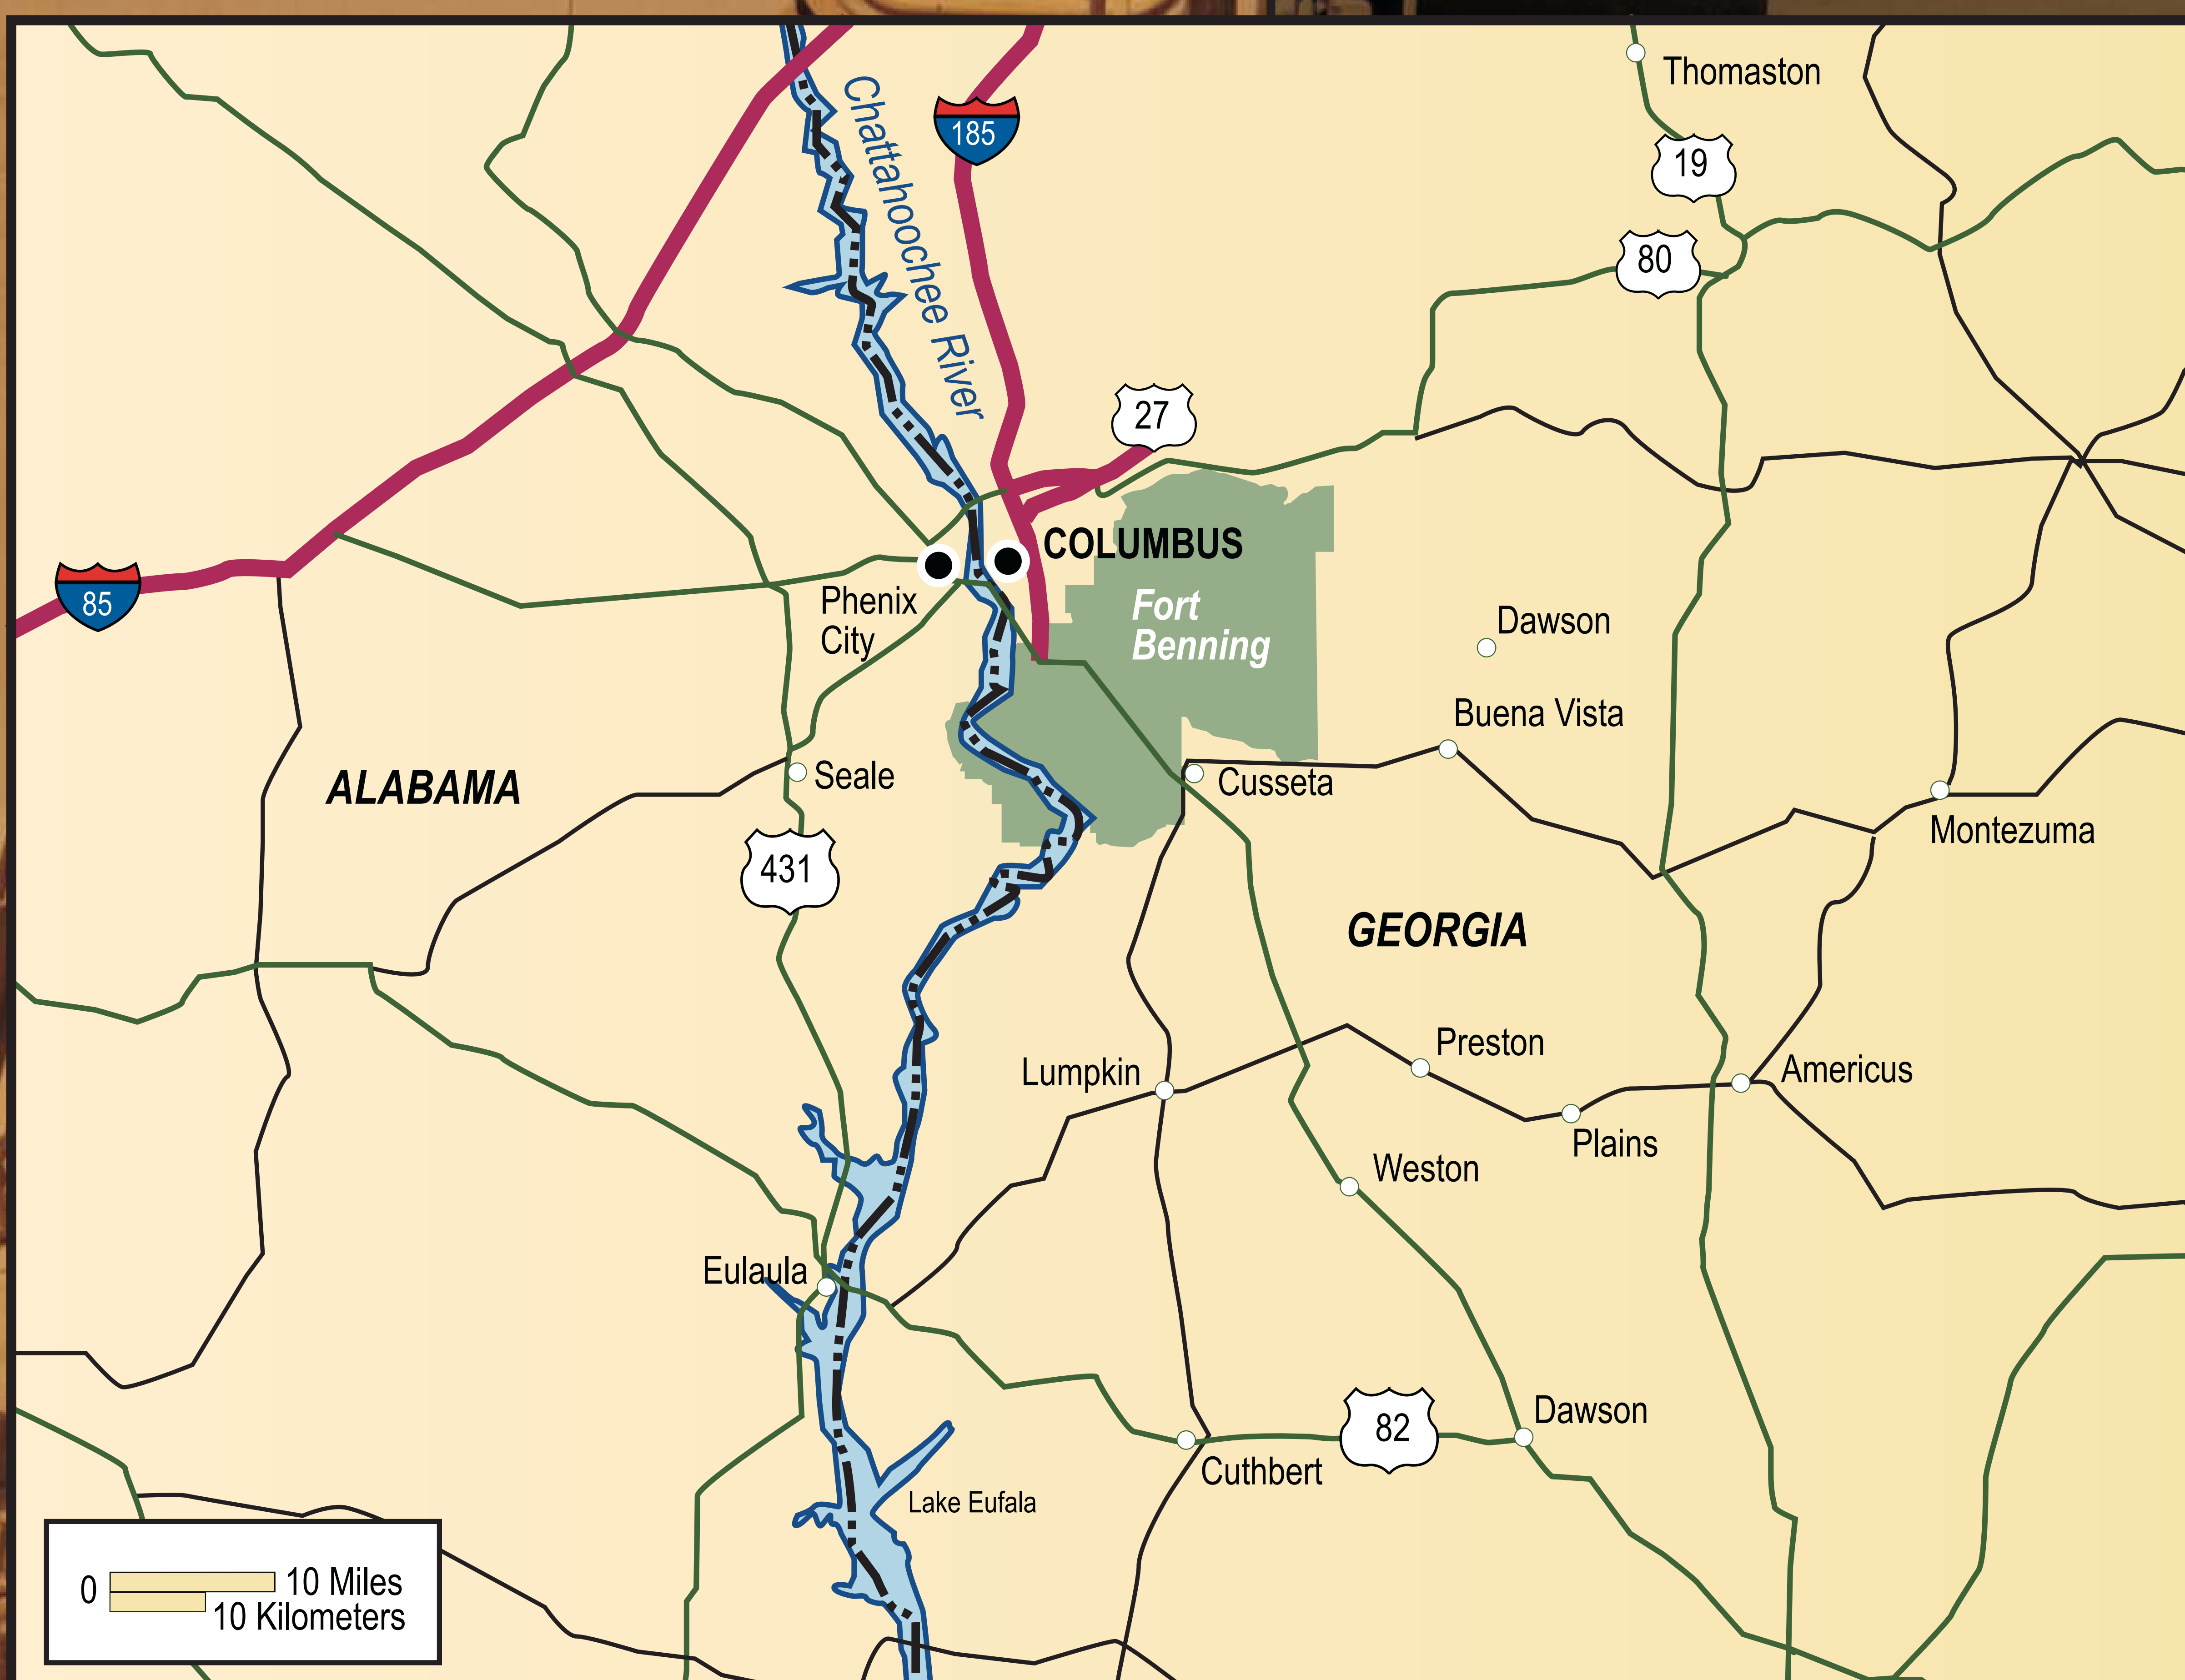 Thomaston
Chattahoochee River
185
19
80
27
COLUMBUS
85
Phenix
City
Fort
Benning
Dawson
Buena Vista
ALABAMA
Seale
Cusseta
Montezuma
431
GEORGIA
Lumpkin
Preston
Americus
Plains
Weston
Eulaula
82
Dawson
Cuthbert
Lake Eufala
0
10 Miles
10 Kilometers